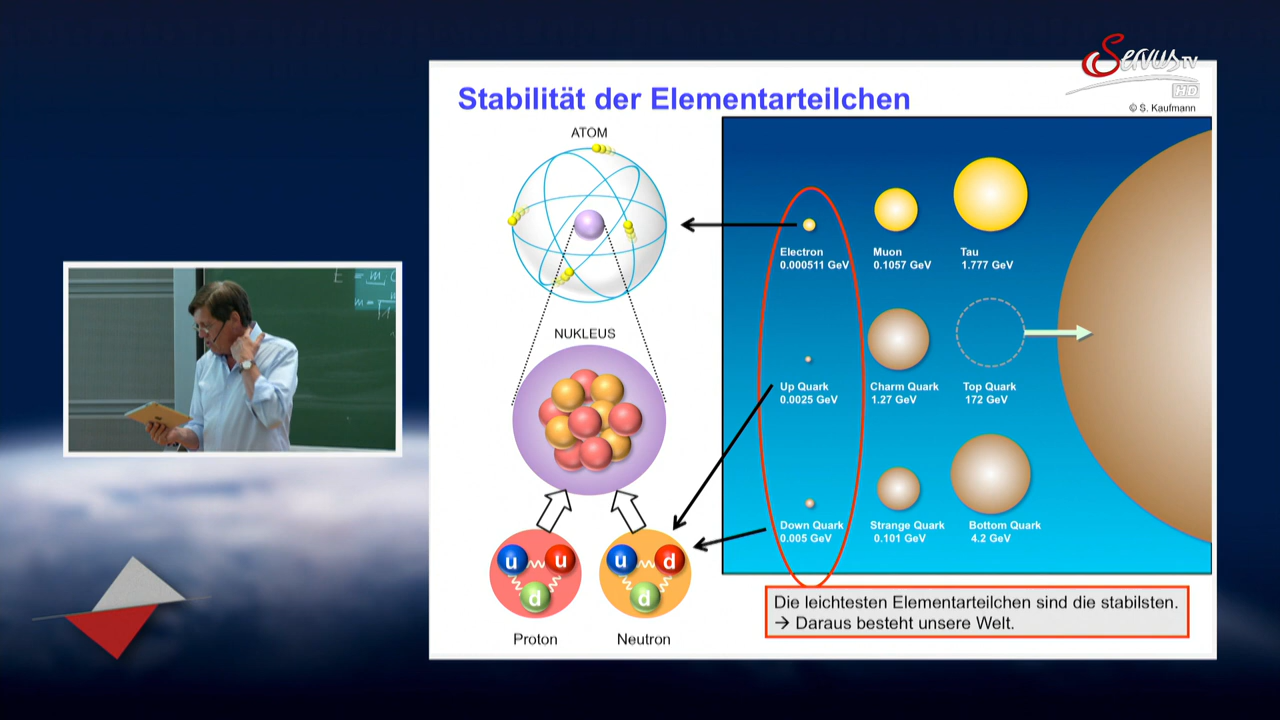 Servus TV
HD
© S. Kaufmann
Stabilität der Elementarteilchen
ATOM
NUKLEUS
u u
d
Proton
u d
d
Neutron
Electron
0.000511 GeV
Muon
0.1057 GeV
Tau
1.777 GeV
Up Quark
0.0025 GeV
Charm Quark
1.27 GeV
Top Quark
172 GeV
Down Quark
0.005 GeV
Strange Quark
0.101 GeV
Bottom Quark
4.2 GeV
Die leichtesten Elementarteilchen sind die stabilsten.
→ Daraus besteht unsere Welt.